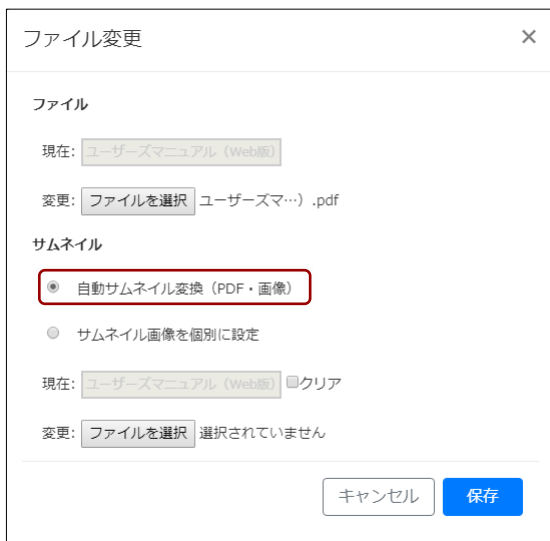 ファイル変更 ×
ファイル
現在: ユーザーズマニュアル（Web版）
変更: ファイルを選択 ユーザーズマ…）.pdf
サムネイル
自動サムネイル変換（PDF・画像）
サムネイル画像を個別に設定
現在: ユーザーズマニュアル（Web版） クリア
変更: ファイルを選択 選択されていません
キャンセル 保存